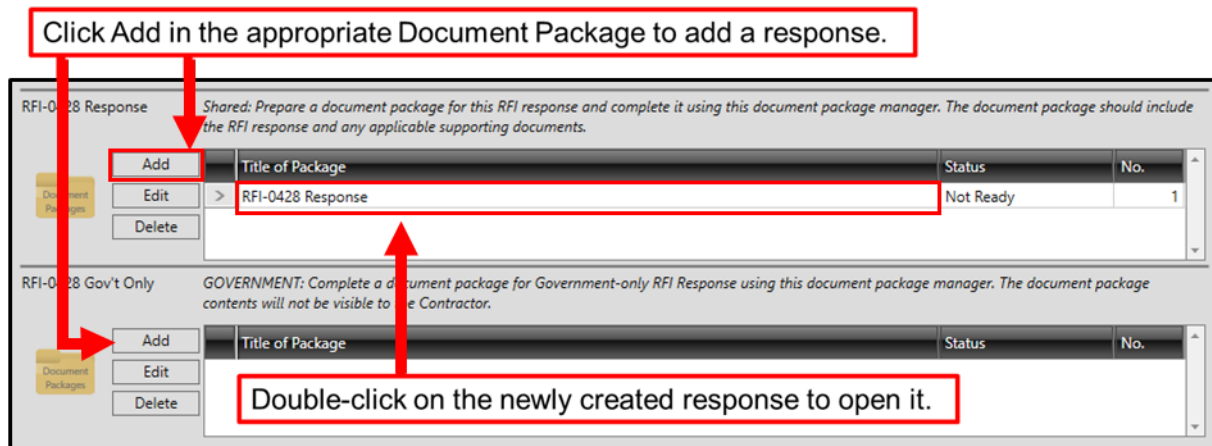 Click Add in the appropriate Document Package to add a response.
RFI-0428 Response
Shared: Prepare a document package for this RFI response and complete it using this document package manager. The document package should include
the RFI response and any applicable supporting documents.
Add
Title of Package
Status
No.
Document
Packages
Edit
> RFI-0428 Response
Not Ready
1
Delete
RFI-0428 Gov't Only
GOVERNMENT: Complete a document package for Government-only RFI Response using this document package manager. The document package
contents will not be visible to the Contractor.
Add
Title of Package
Status
No.
Document
Packages
Edit
Delete
Double-click on the newly created response to open it.